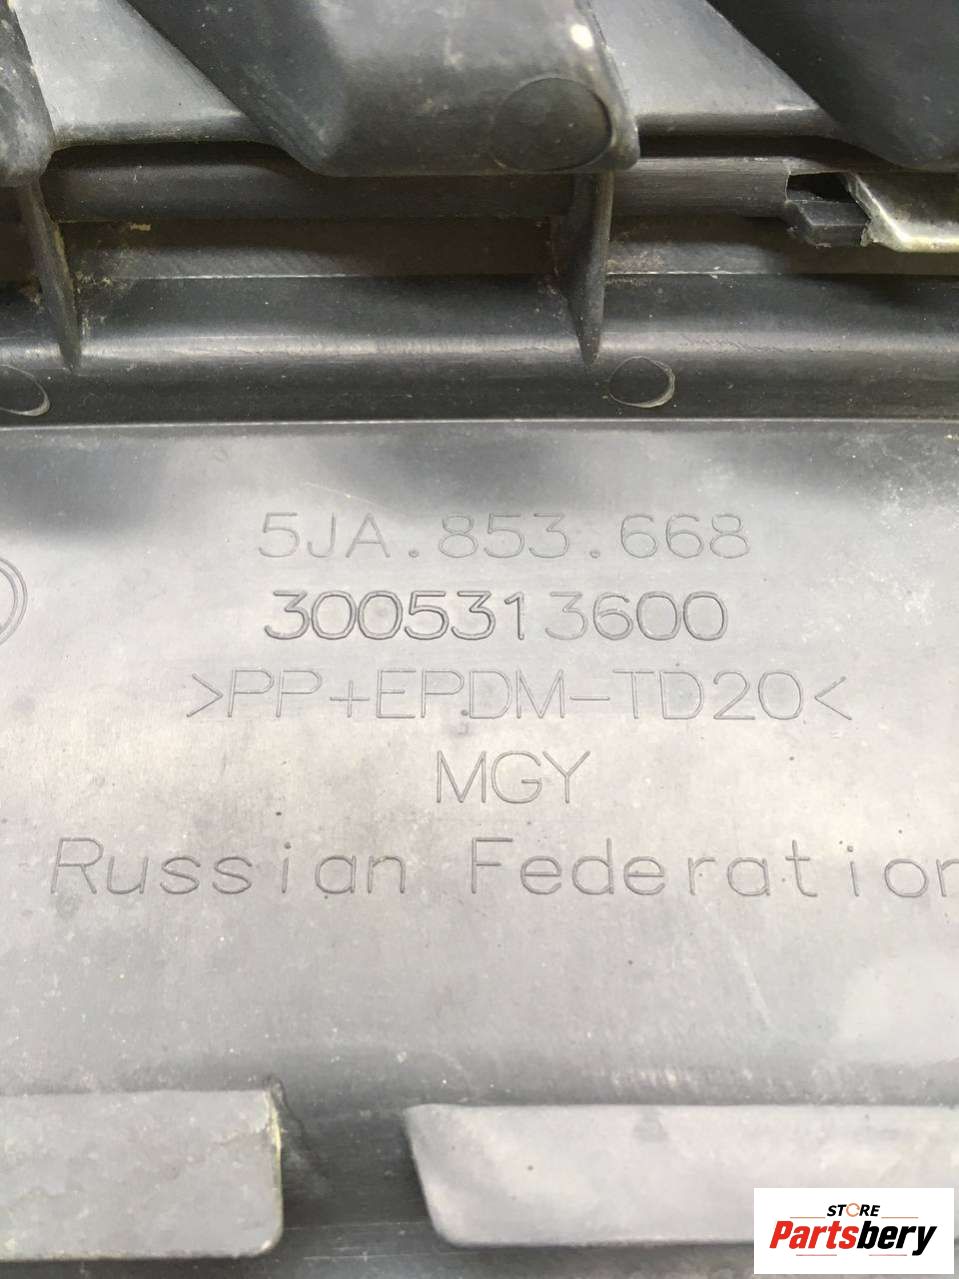 5JA.853.668
3005313600
>PP+EPDM-TD20<
MGY
Russian Federation
STORE
Partsbery